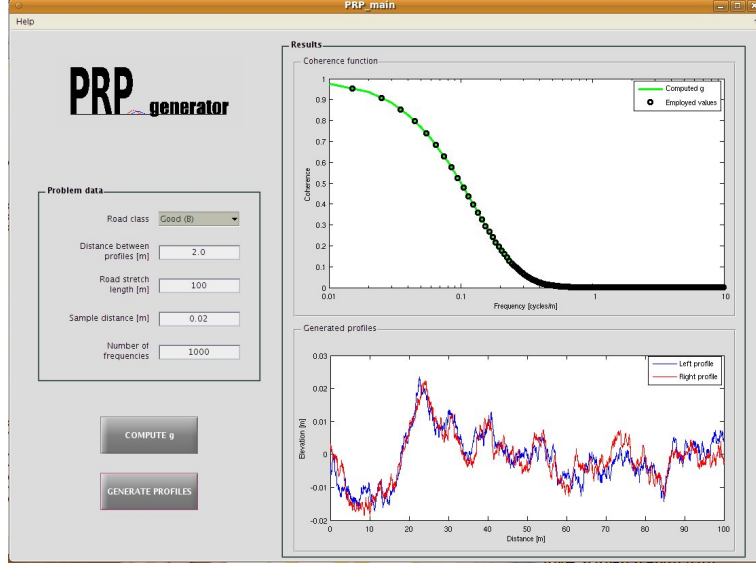 PRP_main
Help
PRP generator
Problem data
Road class
Good (B)
Distance between
profiles [m]
2.0
Road stretch
length [m]
100
Sample distance [m]
0.02
Number of
frequencies
1000
COMPUTE g
GENERATE PROFILES
Results
Coherence function
1
0.9
0.8
0.7
0.6
0.5
0.4
0.3
0.2
0.1
0
Coherence
Computed g
Employed values
0.01
0.1
1
10
Frequency [cycles/m]
Generated profiles
0.03
0.02
0.01
0
-0.01
-0.02
Elevation [m]
Left profile
Right profile
0
10
20
30
40
50
60
70
80
90
100
Distance [m]